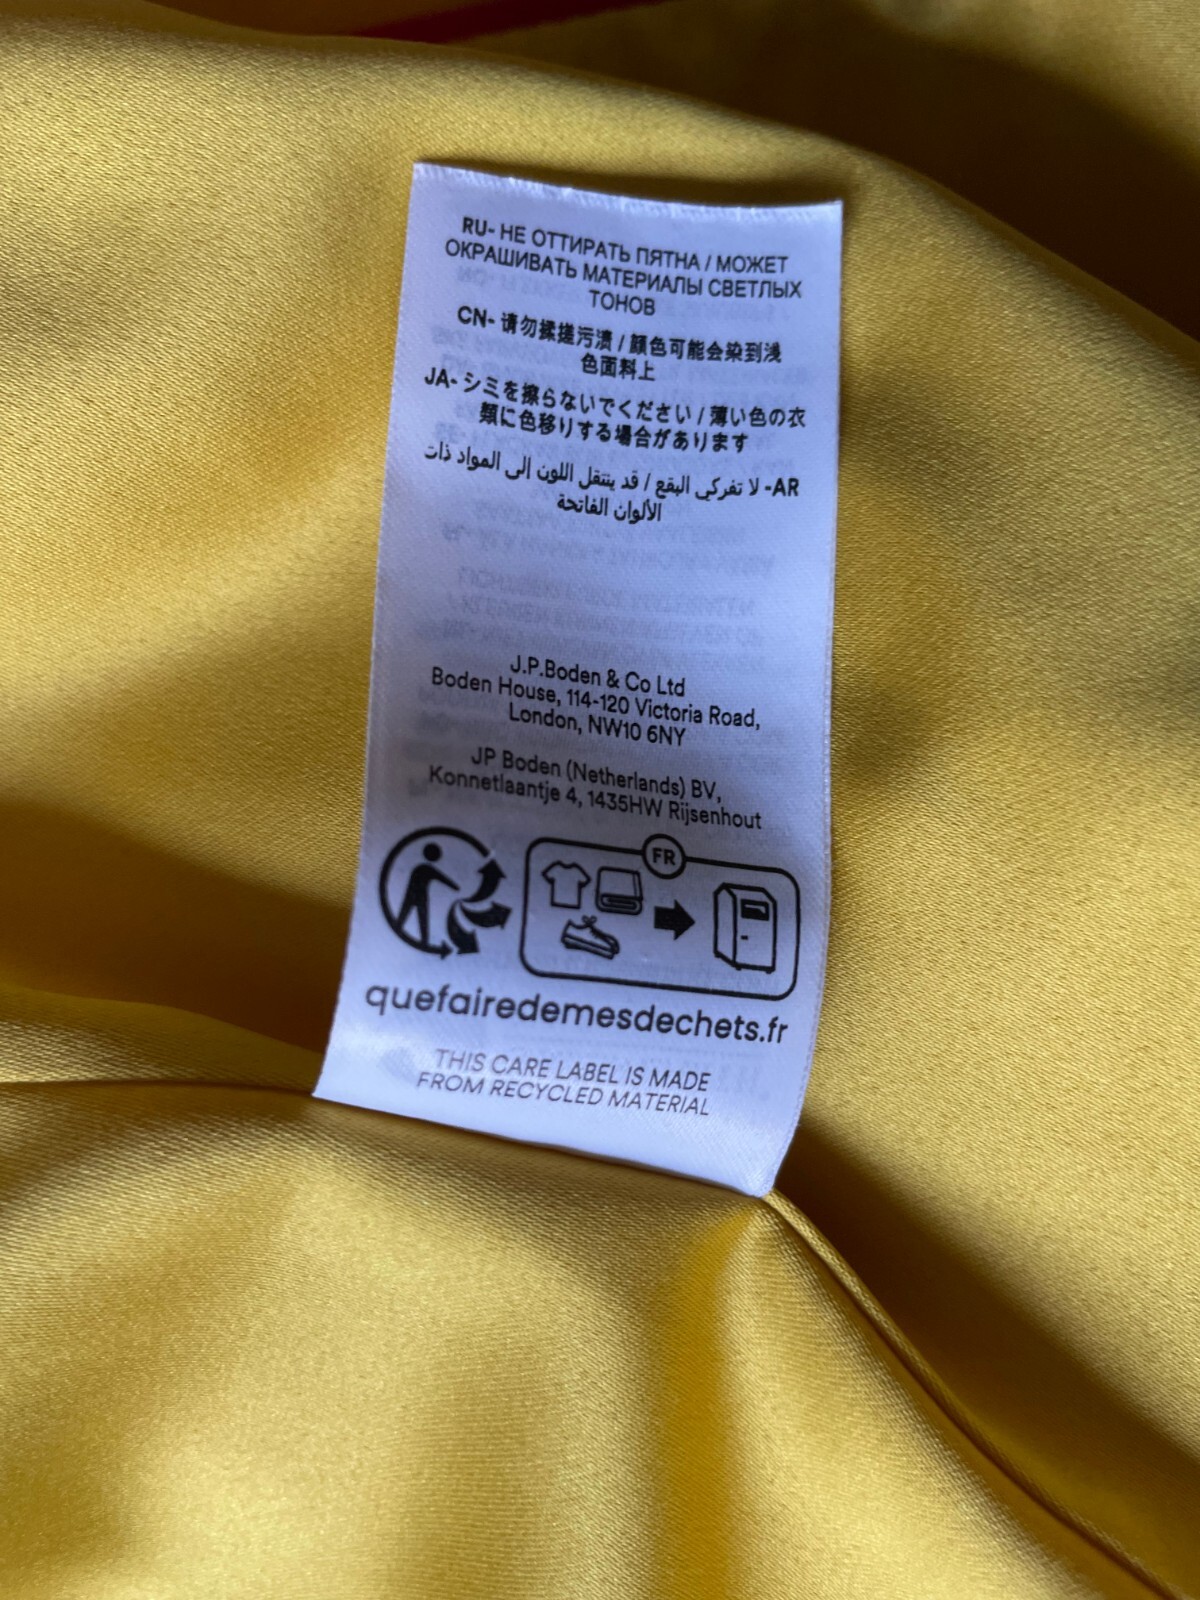 RU- НЕ ОТТИРАТЬ ПЯТНА / МОЖЕТ
ОКРАШИВАТЬ МАТЕРИАЛЫ СВЕТЛЫХ
ТОНОВ
CN- 请勿揉搓污渍 / 颜色可能会染到浅
色面料上
JA- シミを擦らないでください / 薄い色の衣
類に色移りする場合があります
AR- لا تفركي البقع / قد ينتقل اللون إلى المواد ذات
الألوان الفاتحة
J.P.Boden & Co Ltd
Boden House, 114-120 Victoria Road,
London, NW10 6NY
JP Boden (Netherlands) BV,
Konnetlaantje 4, 1435HW Rijsenhout
FR
quefairedemesdechets.fr
THIS CARE LABEL IS MADE
FROM RECYCLED MATERIAL